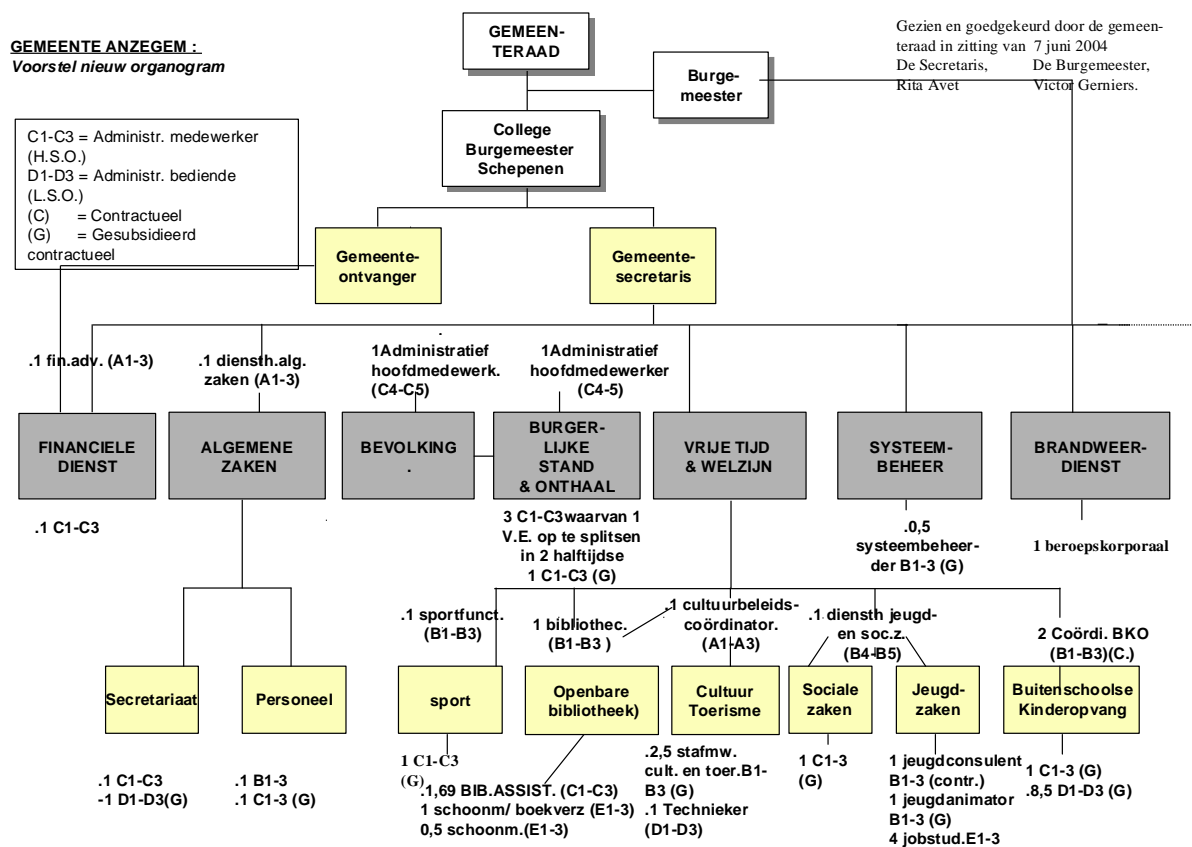 GEMEENTE ANZEGEM :
Voorstel nieuw organogram
GEMEEN-
TERAAD
Burge-
meester
Gezien en goedgekeurd door de gemeen-
teraad in zitting van 7 juni 2004
De Secretaris, De Burgemeester,
Rita Avet Victor Gerniers.
C1-C3 = Administr. medewerker
(H.S.O.)
D1-D3 = Administr. bediende
(L.S.O.)
(C) = Contractueel
(G) = Gesubsidieerd
contractueel
College
Burgemeester
Schepenen
Gemeente-
ontvanger
Gemeente-
secretaris
.1 fin.adv. (A1-3)
.1 diensth.alg.
zaken (A1-3)
1Administratief
hoofdmedewerk.
(C4-C5)
1Administratief
hoofdmedewerker
(C4-5)
FINANCIELE
DIENST
ALGEMENE
ZAKEN
BEVOLKING
.
BURGER-
LIJKE
STAND
& ONTHAAL
VRIJE TIJD
& WELZIJN
SYSTEEM-
BEHEER
BRANDWEER-
DIENST
.1 C1-C3
3 C1-C3waarvan 1
V.E. op te splitsen
in 2 halftijdse
1 C1-C3 (G)
.0,5
systeembeheer-
der B1-3 (G)
1 beroepskorporaal
.1 sportfunct.
(B1-B3)
1 bibliothec.
(B1-B3 )
.1 cultuurbeleids-
coördinator.
(A1-A3)
.1 diensth jeugd-
en soc.z.
(B4-B5)
2 Coördi. BKO
(B1-B3)(C.)
Secretariaat
Personeel
sport
Openbare
bibliotheek)
Cultuur
Toerisme
Sociale
zaken
Jeugd-
zaken
Buitenschoolse
Kinderopvang
.1 C1-C3
-1 D1-D3(G)
.1 B1-3
.1 C1-3 (G)
1 C1-C3
(G)
.1,69 BIB.ASSIST. (C1-C3)
1 schoonm/ boekverz (E1-3)
0,5 schoonm.(E1-3)
.2,5 stafmw.
cult. en toer.B1-
B3 (G)
.1 Technieker
(D1-D3)
1 C1-3
(G)
1 jeugdconsulent
B1-3 (contr.)
1 jeugdanimator
B1-3 (G)
4 jobstud.E1-3
1 C1-3 (G)
.8,5 D1-D3 (G)